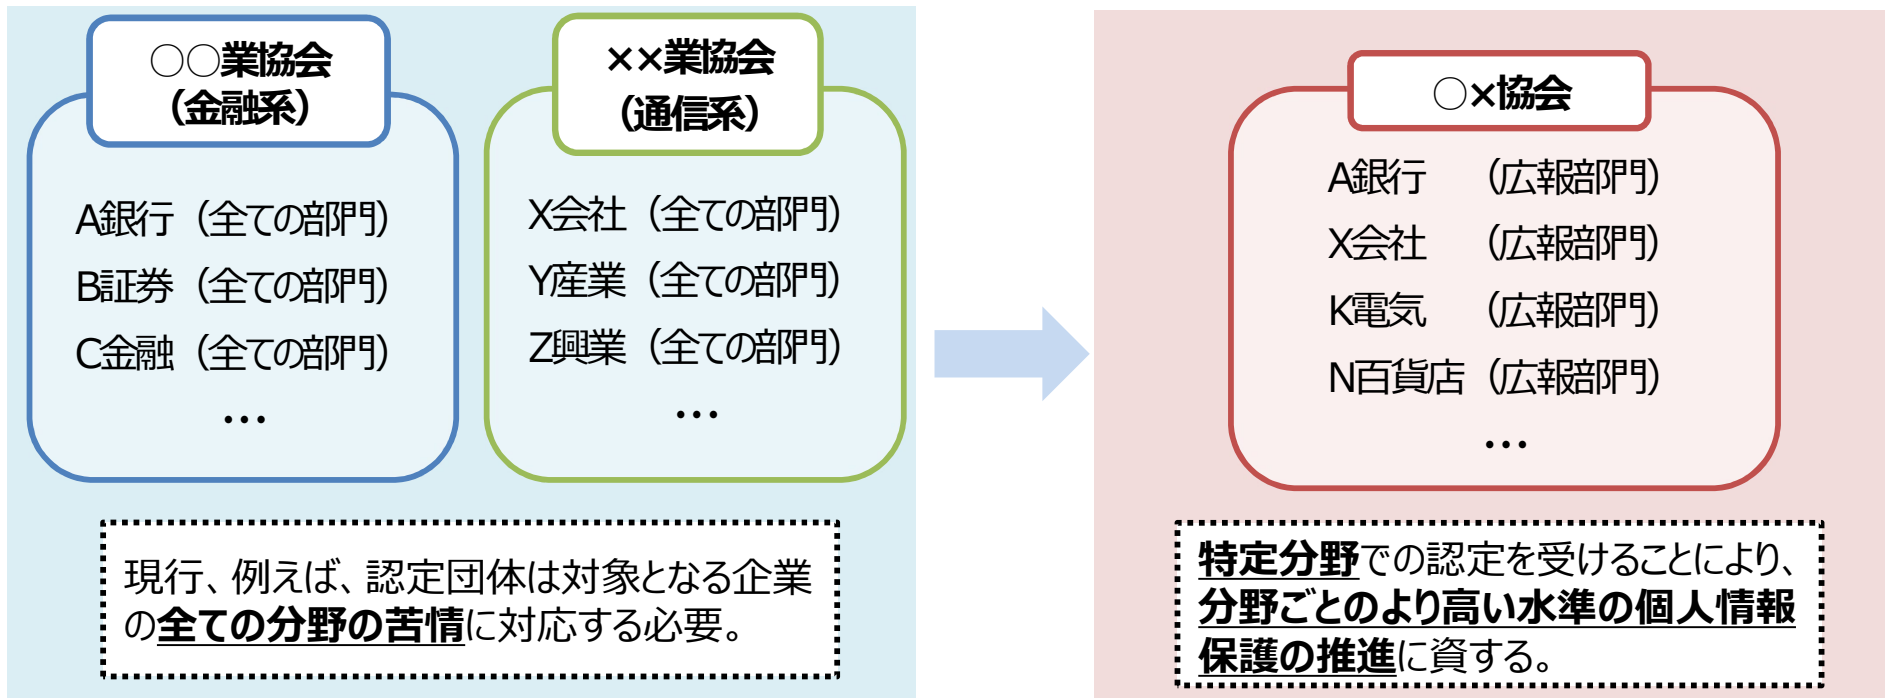 ○○業協会
(金融系)
A銀行(全ての部門)
B証券(全ての部門)
C金融(全ての部門)
…
××業協会
(通信系)
X会社(全ての部門)
Y産業(全ての部門)
Z興業(全ての部門)
…
現行、例えば、認定団体は対象となる企業
の全ての分野の苦情に対応する必要。
○×協会
A銀行 (広報部門)
X会社 (広報部門)
K電気 (広報部門)
N百貨店(広報部門)
…
特定分野での認定を受けることにより、
分野ごとのより高い水準の個人情報
保護の推進に資する。